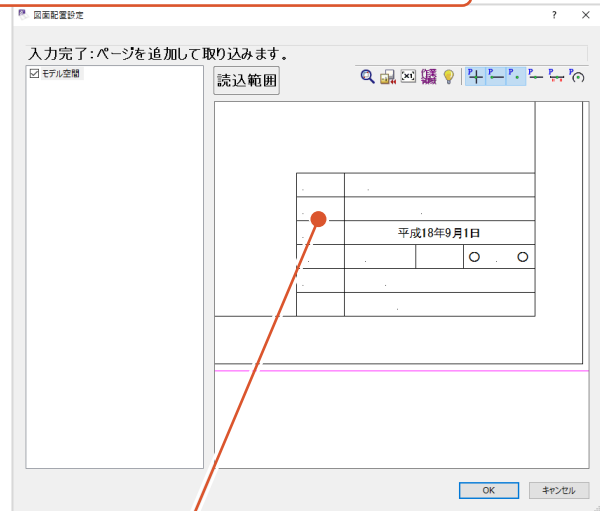 図面配置設定
入力完了:ページを追加して取り込みます。
モデル空間
読込範囲
平成18年9月1日
OK
キャンセル